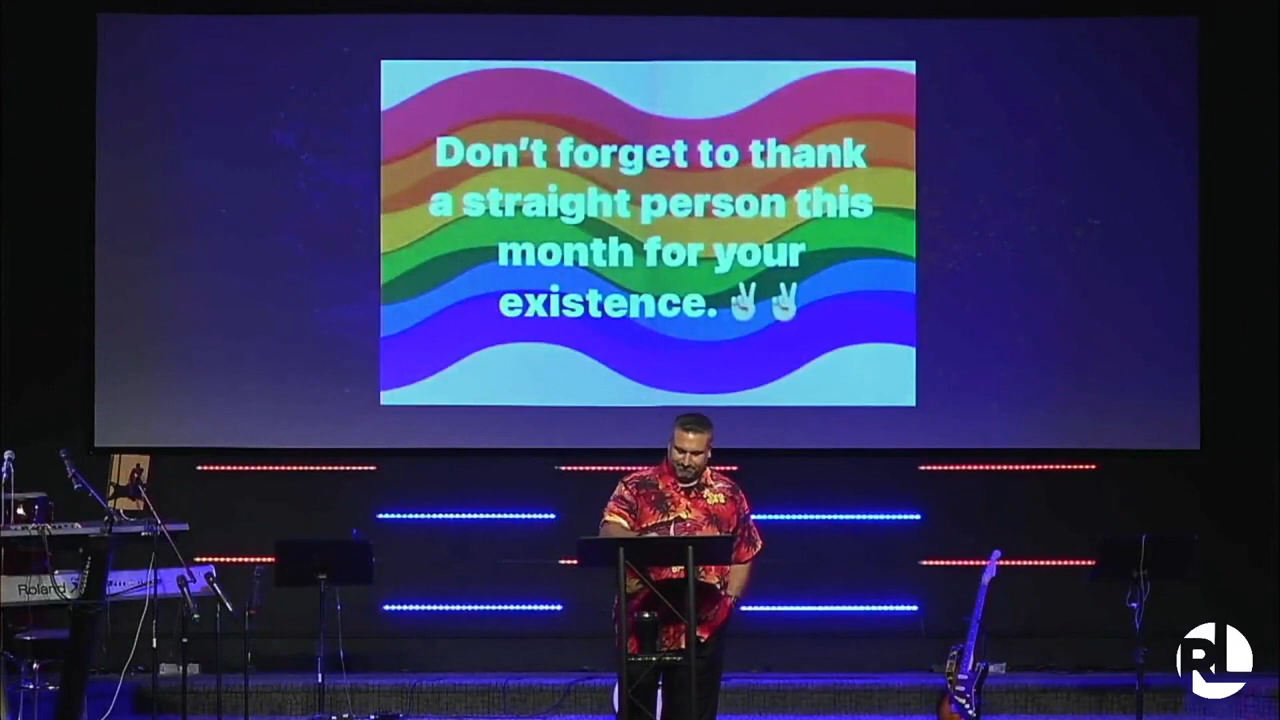 Don't forget to thank
a straight person this
month for your
existence. ✌✌
Roland
RL